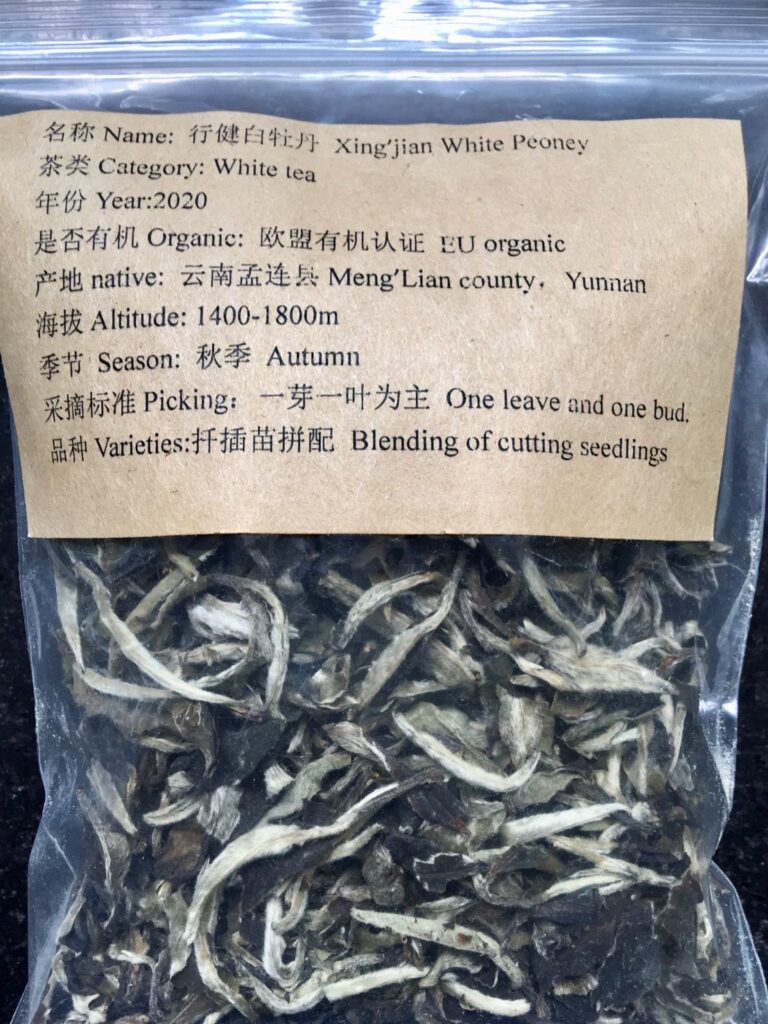 名称 Name: 行健白牡丹 Xing'jian White Peoney
茶类 Category: White tea
年份 Year:2020
是否有机 Organic: 欧盟有机认证 EU organic
产地 native: 云南孟连县 Meng'Lian county, Yunnan
海拔 Altitude: 1400-1800m
季节 Season: 秋季 Autumn
采摘标准 Picking: 一芽一叶为主 One leave and one bud.
品种 Varieties:扦插苗拼配 Blending of cutting seedlings